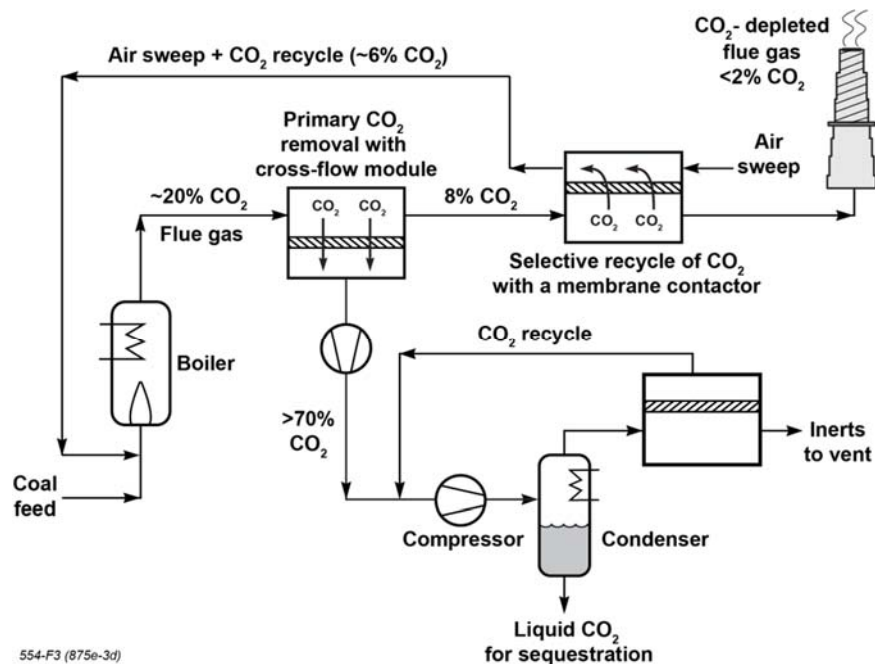 Air sweep + CO₂ recycle (~6% CO₂)
CO₂- depleted
flue gas
<2% CO₂
Primary CO₂
removal with
cross-flow module
Air
sweep
~20% CO₂
Flue gas
CO₂ CO₂
8% CO₂
CO₂ CO₂
Selective recycle of CO₂
with a membrane contactor
Boiler
CO₂ recycle
>70%
CO₂
Inerts
to vent
Coal
feed
Compressor
Condenser
Liquid CO₂
for sequestration
554-F3 (875e-3d)